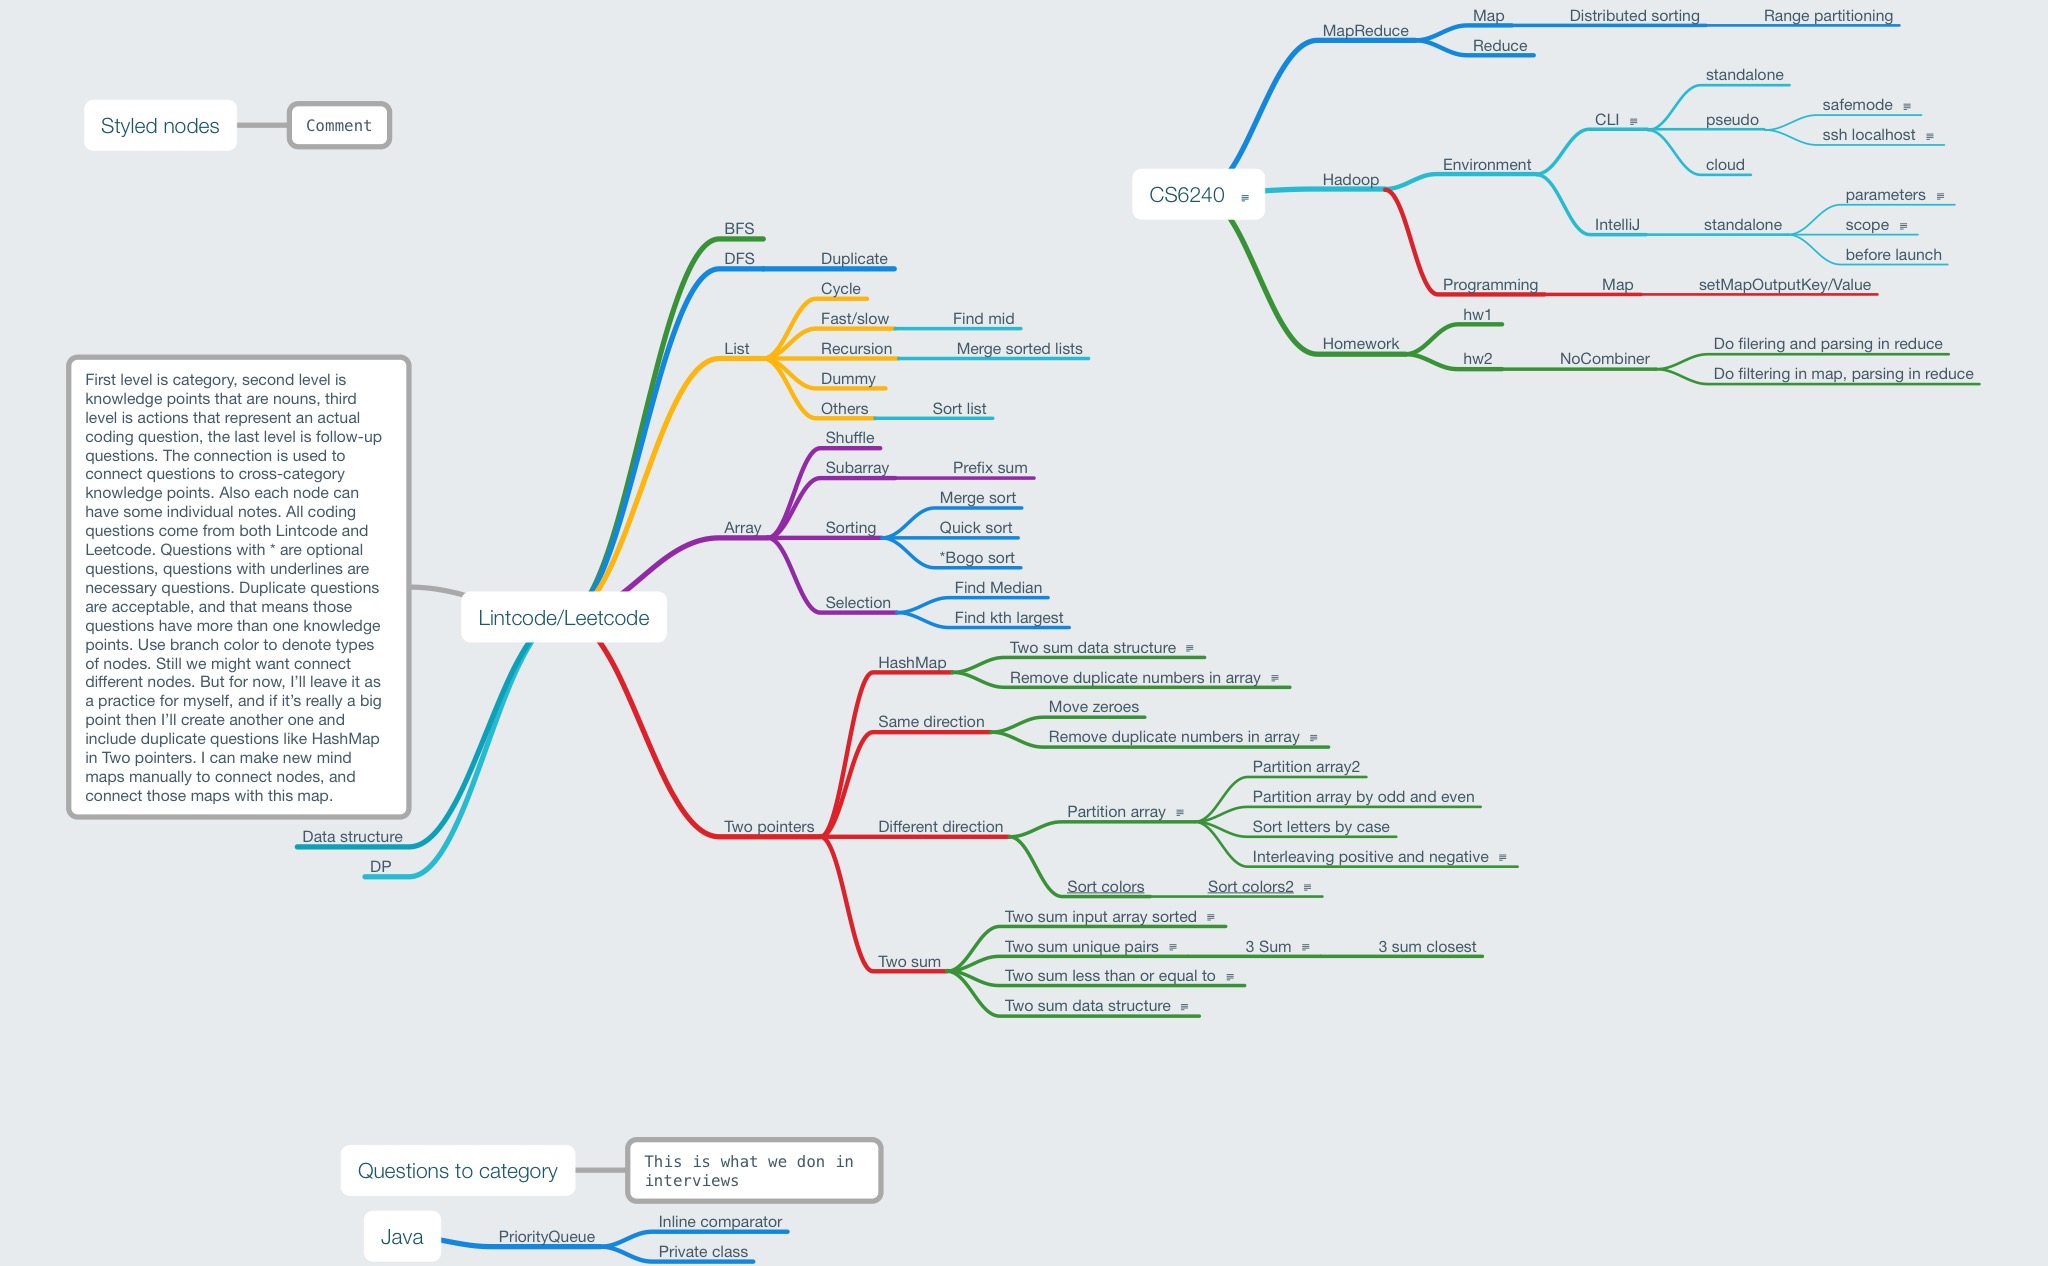 Styled nodes
Comment
CS6240
MapReduce
Map
Distributed sorting
Range partitioning
Reduce
Hadoop
Environment
CLI
standalone
pseudo
safemode
ssh localhost
cloud
IntelliJ
standalone
parameters
scope
before launch
Programming
Map
setMapOutputKey/Value
Homework
hw1
hw2
NoCombiner
Do filering and parsing in reduce
Do filtering in map, parsing in reduce
First level is category, second level is
knowledge points that are nouns, third
level is actions that represent an actual
coding question, the last level is follow-up
questions. The connection is used to
connect questions to cross-category
knowledge points. Also each node can
have some individual notes. All coding
questions come from both Lintcode and
Leetcode. Questions with * are optional
questions, questions with underlines are
necessary questions. Duplicate questions
are acceptable, and that means those
questions have more than one knowledge
points. Use branch color to denote types
of nodes. Still we might want connect
different nodes. But for now, I'll leave it as
a practice for myself, and if it's really a big
point then I'll create another one and
include duplicate questions like HashMap
in Two pointers. I can make new mind
maps manually to connect nodes, and
connect those maps with this map.
Lintcode/Leetcode
BFS
DFS
Duplicate
List
Cycle
Fast/slow
Find mid
Recursion
Merge sorted lists
Dummy
Others
Sort list
Array
Shuffle
Subarray
Prefix sum
Sorting
Merge sort
Quick sort
*Bogo sort
Selection
Find Median
Find kth largest
Two pointers
HashMap
Two sum data structure
Remove duplicate numbers in array
Same direction
Move zeroes
Remove duplicate numbers in array
Different direction
Partition array
Partition array2
Partition array by odd and even
Sort letters by case
Interleaving positive and negative
Sort colors
Sort colors2
Two sum
Two sum input array sorted
Two sum unique pairs
3 Sum
3 sum closest
Two sum less than or equal to
Two sum data structure
Data structure
DP
Questions to category
This is what we don in
interviews
Java
PriorityQueue
Inline comparator
Private class